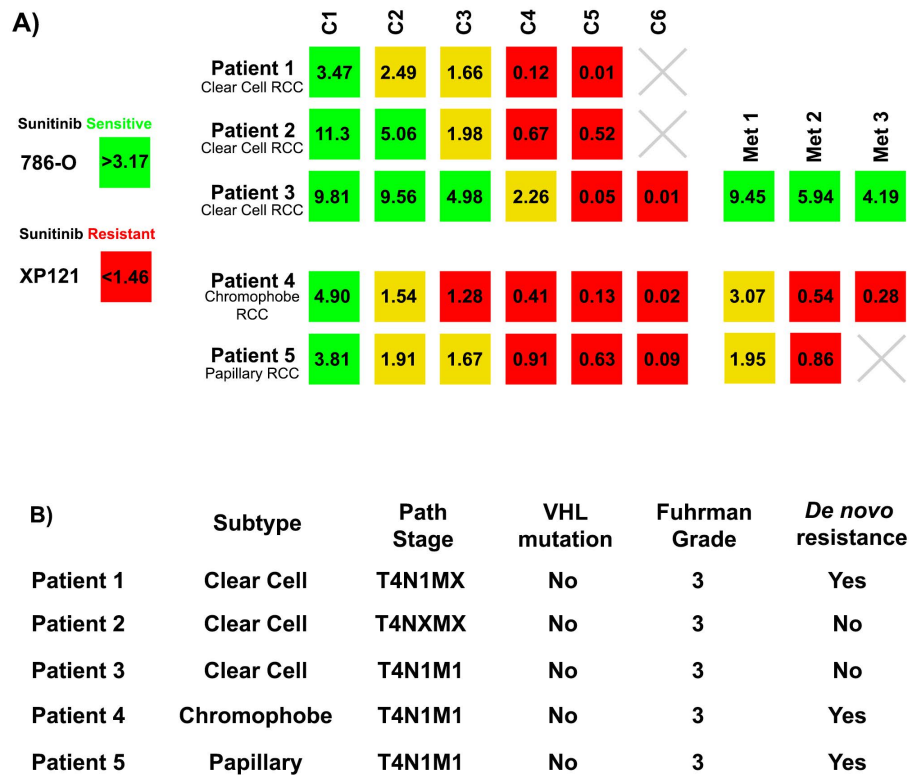 A)
C1 C2 C3 C4 C5 C6
Patient 1
Clear Cell RCC
3.47 2.49 1.66 0.12 0.01
Sunitinib Sensitive
786-O >3.17
Patient 2
Clear Cell RCC
11.3 5.06 1.98 0.67 0.52
Met 1 Met 2 Met 3
Patient 3
Clear Cell RCC
9.81 9.56 4.98 2.26 0.05 0.01 9.45 5.94 4.19
Sunitinib Resistant
XP121 <1.46
Patient 4
Chromophobe
RCC
4.90 1.54 1.28 0.41 0.13 0.02 3.07 0.54 0.28
Patient 5
Papillary RCC
3.81 1.91 1.67 0.91 0.63 0.09 1.95 0.86
B)
Subtype
Path
Stage
VHL
mutation
Fuhrman
Grade
De novo
resistance
Patient 1 Clear Cell T4N1MX No 3 Yes
Patient 2 Clear Cell T4NXMX No 3 No
Patient 3 Clear Cell T4N1M1 No 3 No
Patient 4 Chromophobe T4N1M1 No 3 Yes
Patient 5 Papillary T4N1M1 No 3 Yes